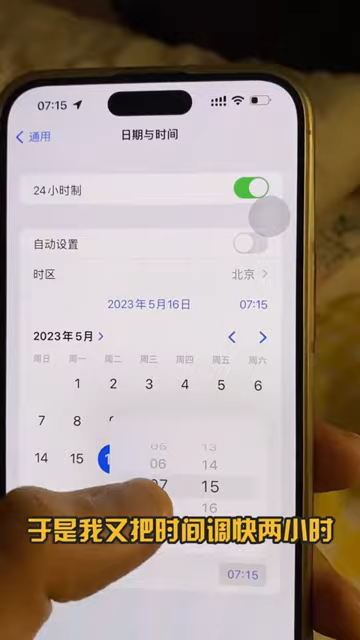 07:15
通用
日期与时间
24小时制
自动设置
时区
北京
2023年5月16日
07:15
2023年5月
周日 周一 周二 周三 周四 周五 周六
1 2 3 4 5 6
7 8
14 15
06 14
07 15
16
于是我又把时间调快两小时
07:15